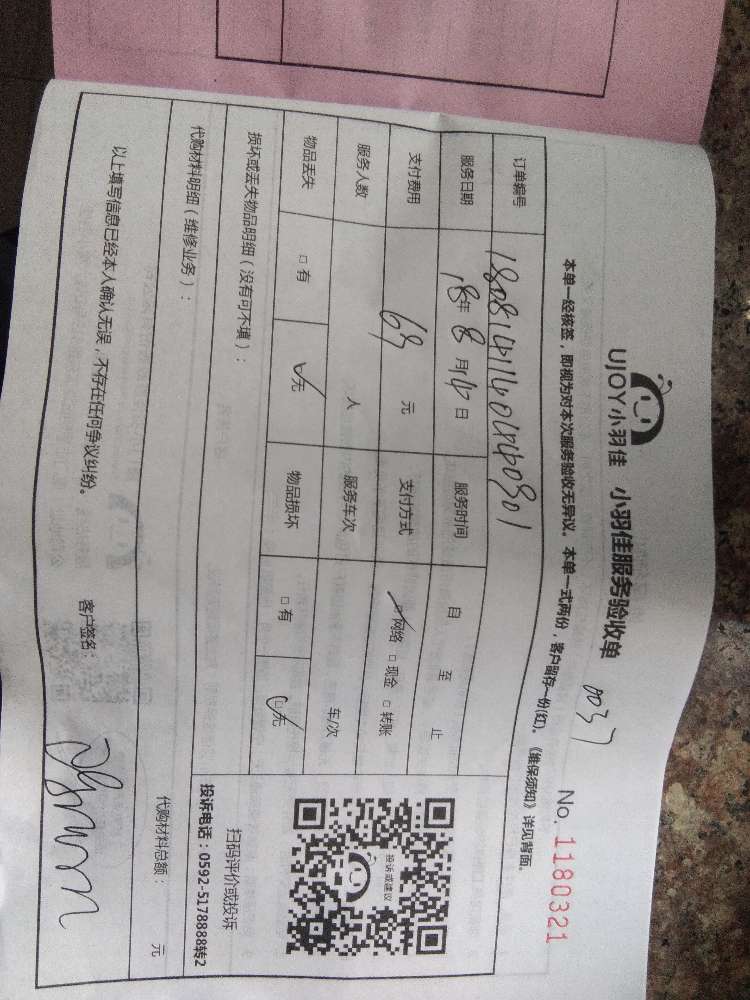 UJOY小羽佳 小羽佳服务验收单 0037 No. 1180321
本单一经核签，即视为对本次服务验收无异议。本单一式两份，客户留存一份(红)。《维保须知》详见背面。
订单编号
服务日期 18年 8 月14日 服务时间 自 至 止
支付费用 元 支付方式 ☑网络 □现金 □转账
服务人数 人 服务车次 车/次
物品丢失 □有 ☑无 物品损坏 □有 ☑无
投诉或建议
扫码评价或投诉
投诉电话：0592-5178888转2
损坏或丢失物品明细（没有可不填）：
代购材料明细（维修业务）： 代购材料总额： 元
以上填写信息已经本人确认无误，不存在任何争议纠纷。 客户签名：